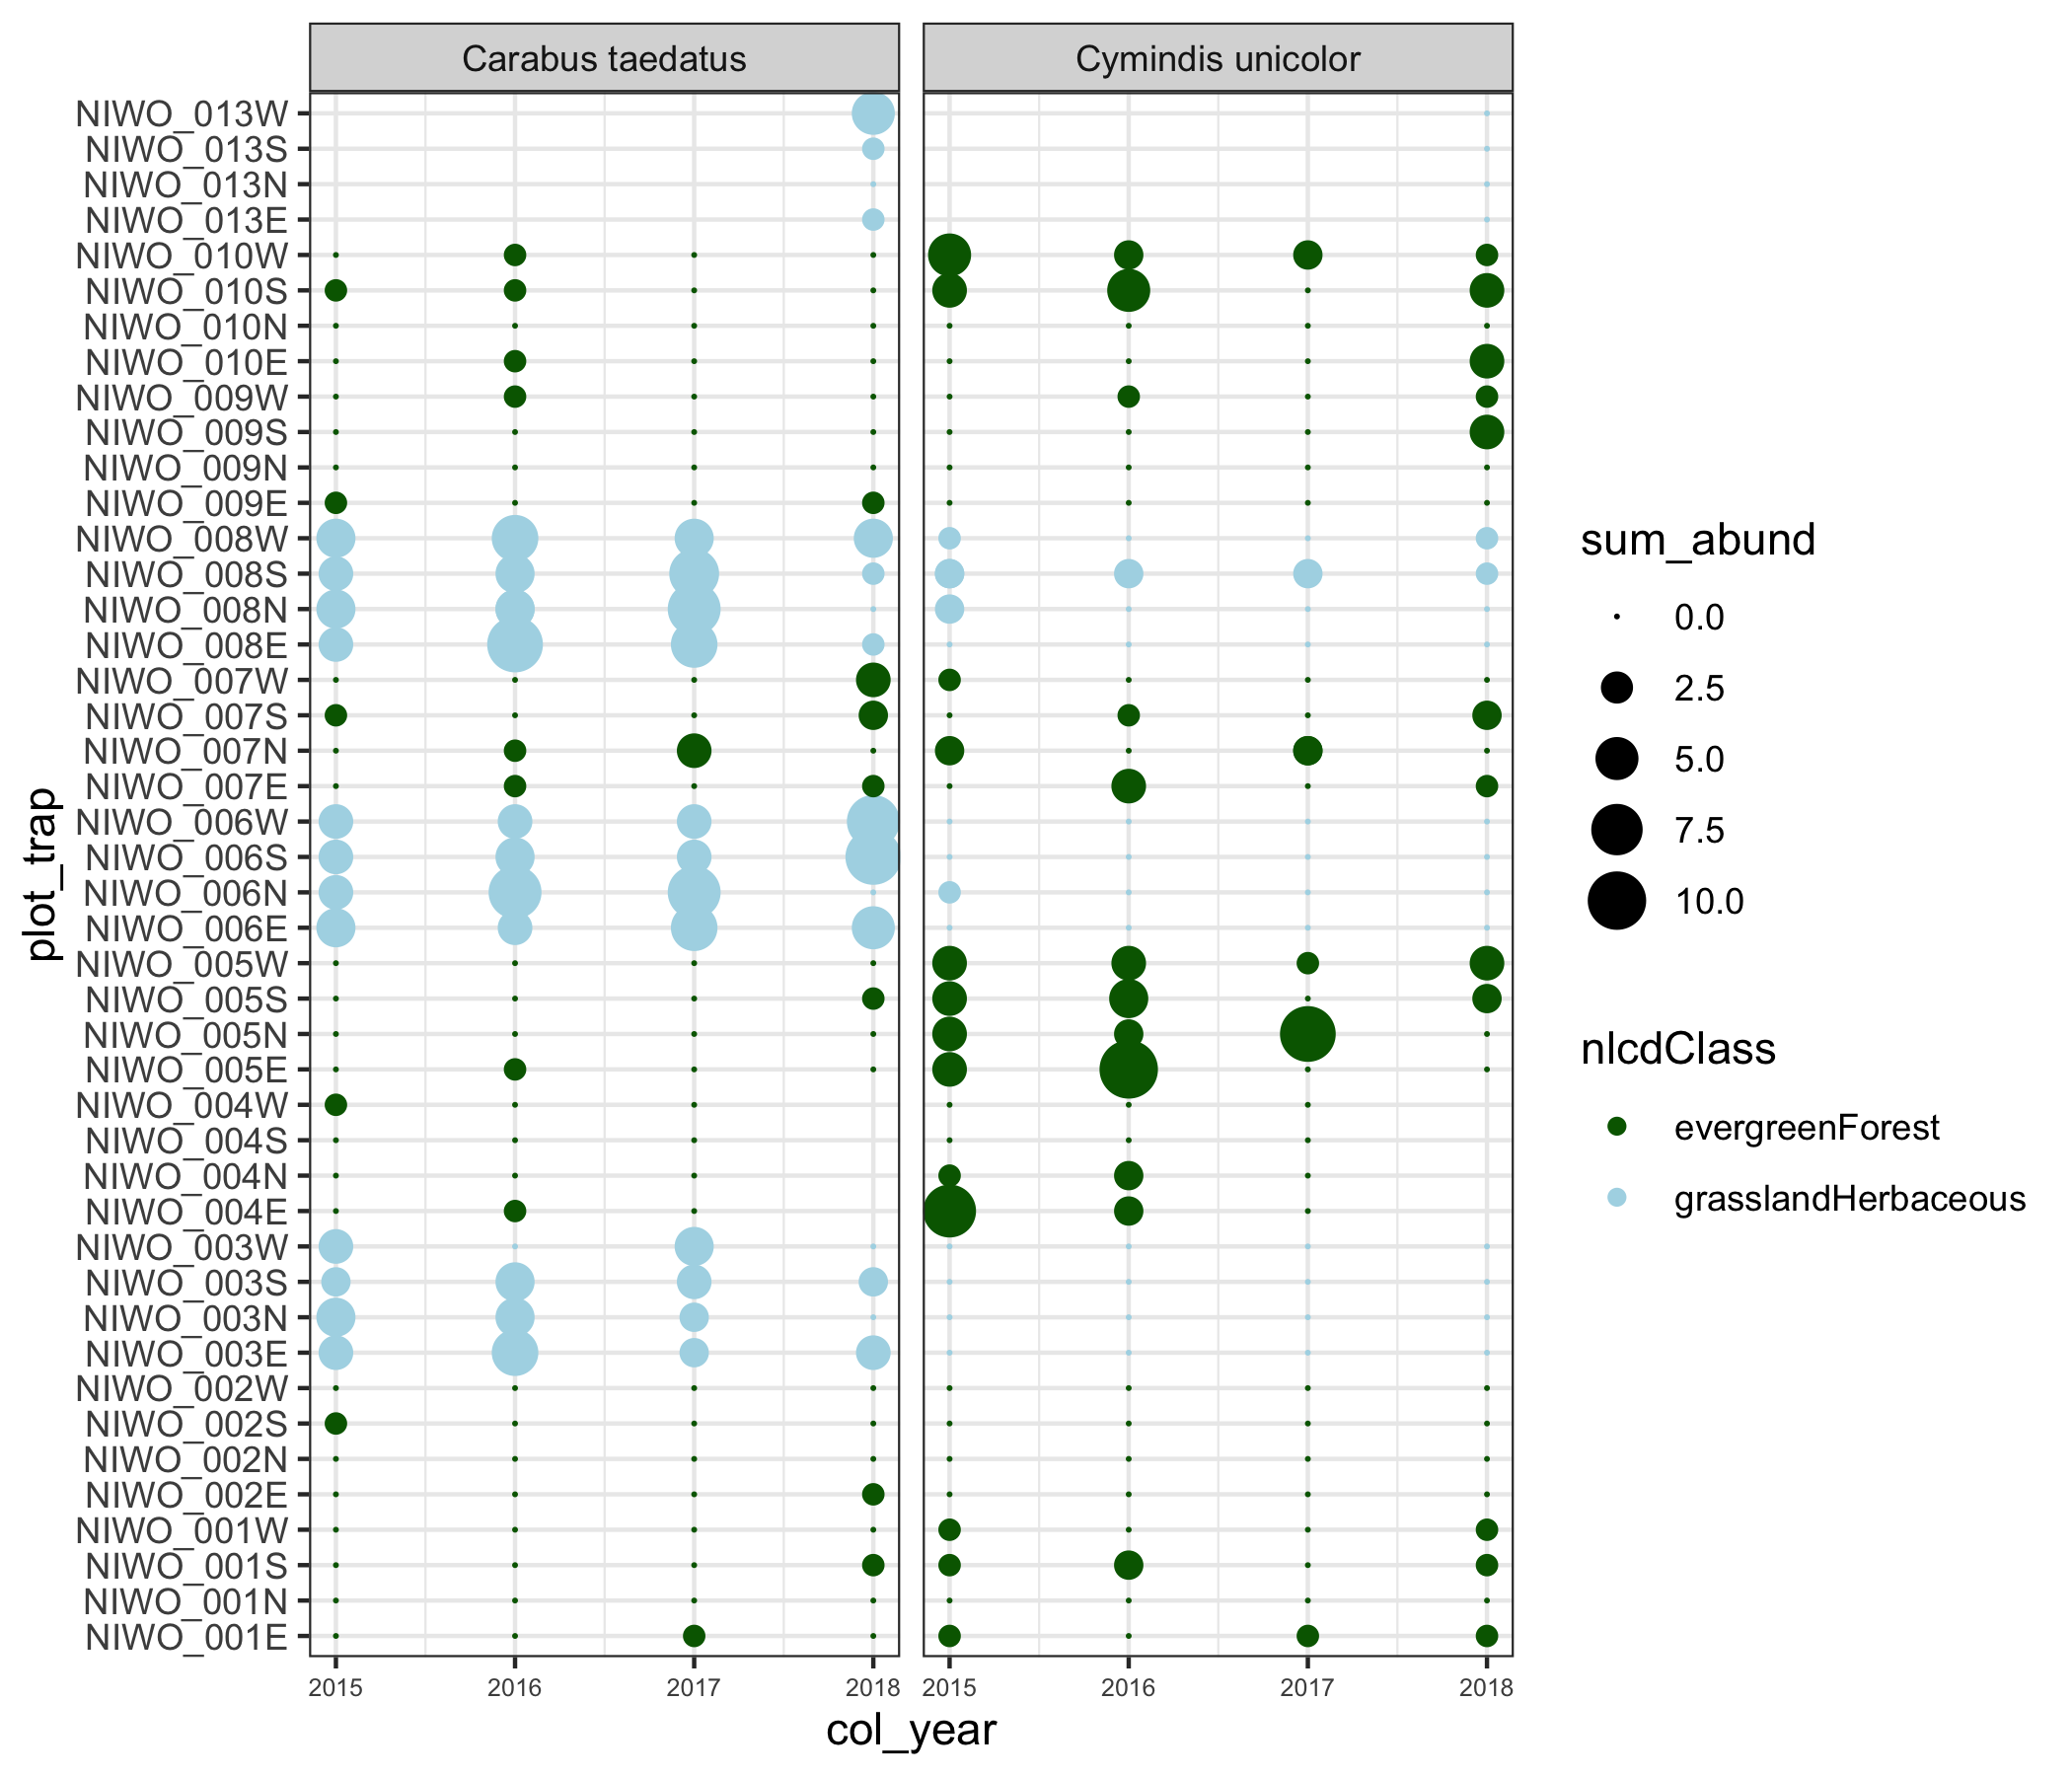 Carabus taedatus
Cymindis unicolor
NIWO_013W
NIWO_013S
NIWO_013N
NIWO_013E
NIWO_010W
NIWO_010S
NIWO_010N
NIWO_010E
NIWO_009W
NIWO_009S
NIWO_009N
NIWO_009E
NIWO_008W
NIWO_008S
NIWO_008N
NIWO_008E
NIWO_007W
NIWO_007S
NIWO_007N
NIWO_007E
NIWO_006W
NIWO_006S
NIWO_006N
NIWO_006E
NIWO_005W
NIWO_005S
NIWO_005N
NIWO_005E
NIWO_004W
NIWO_004S
NIWO_004N
NIWO_004E
NIWO_003W
NIWO_003S
NIWO_003N
NIWO_003E
NIWO_002W
NIWO_002S
NIWO_002N
NIWO_002E
NIWO_001W
NIWO_001S
NIWO_001N
NIWO_001E
plot_trap
2015 2016 2017 2018
2015 2016 2017 2018
col_year
sum_abund
0.0
2.5
5.0
7.5
10.0
nlcdClass
evergreenForest
grasslandHerbaceous